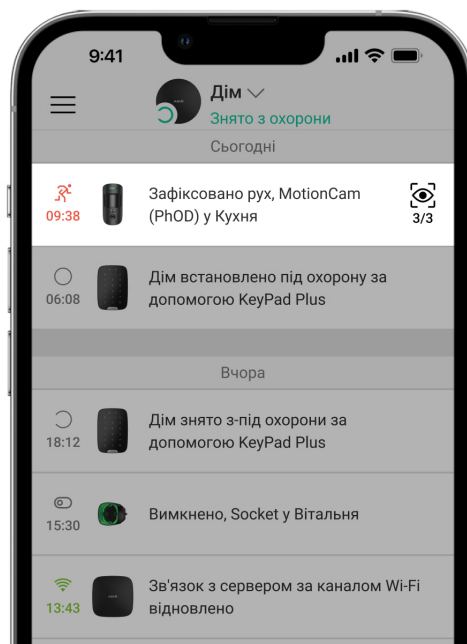 9:41
Дім
Знято з охорони
Сьогодні
Зафіксовано рух, MotionCam
(PhOD) у Кухня
09:38
3/3
Дім встановлено під охорону за
допомогою KeyPad Plus
06:08
Вчора
Дім знято з-під охорони за
допомогою KeyPad Plus
18:12
Вимкнено, Socket у Вітальня
15:30
Зв'язок з сервером за каналом Wi-Fi
відновлено
13:43